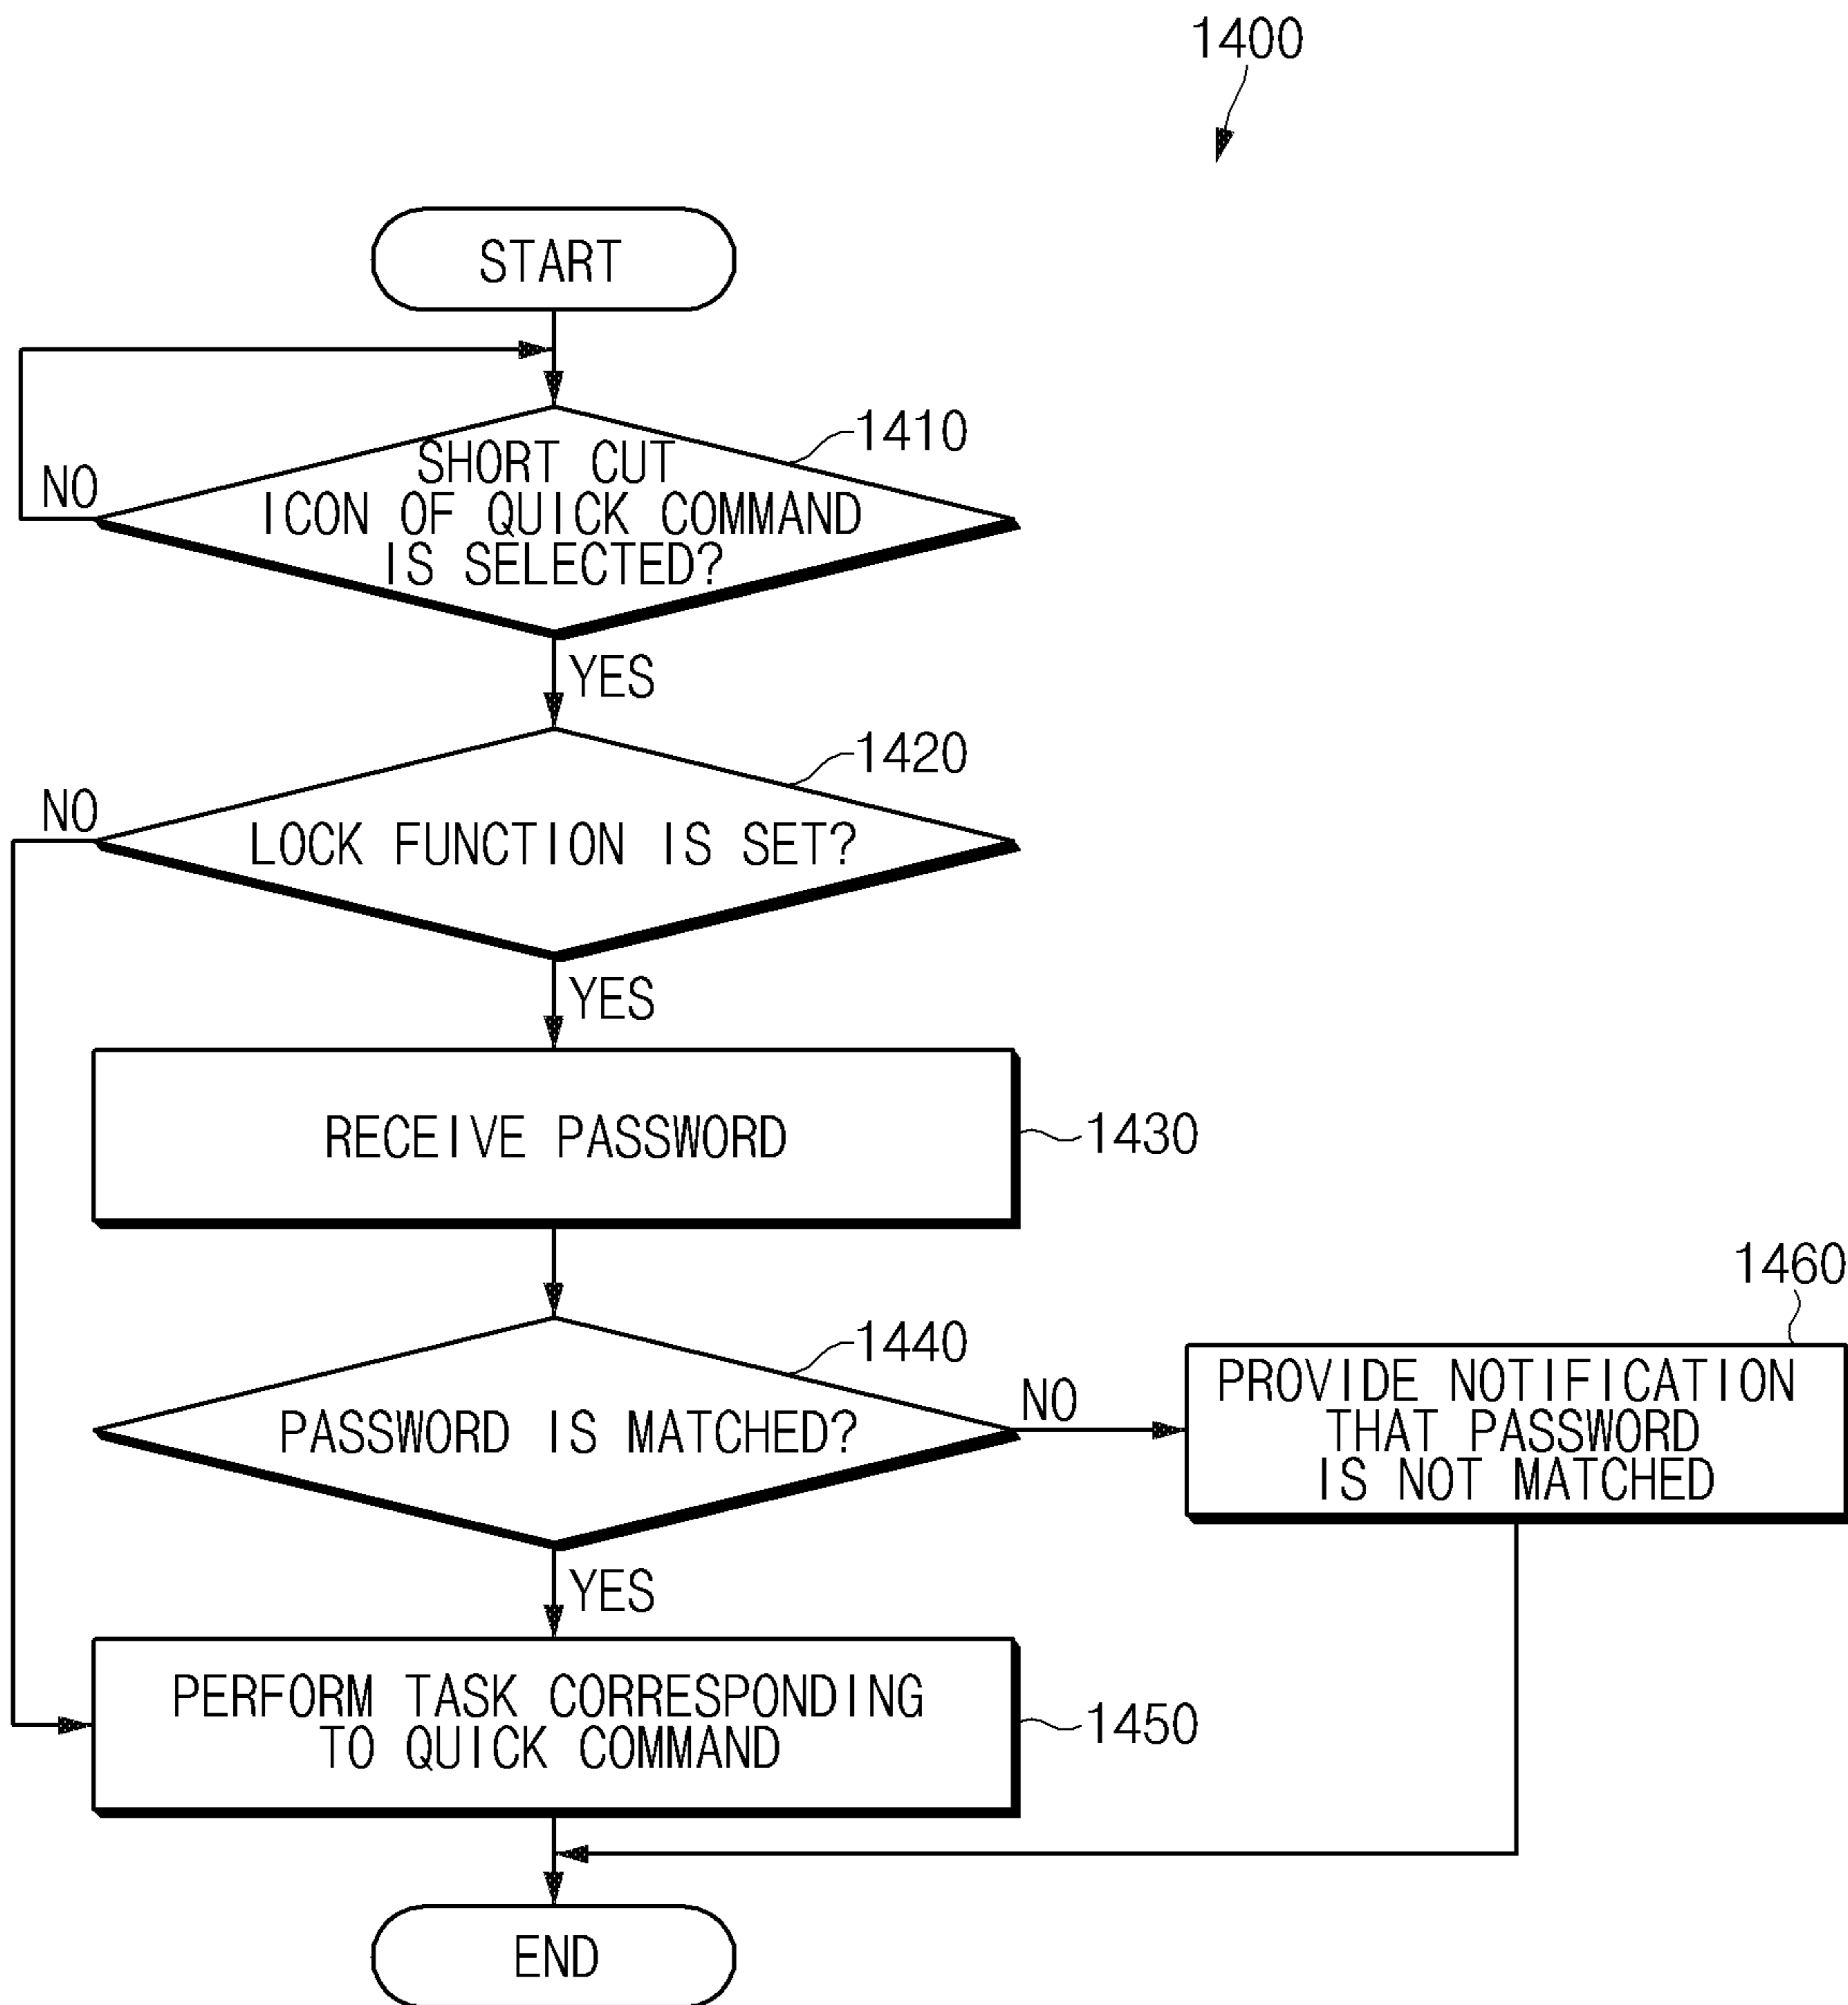 1400
START
1410
SHORT CUT
ICON OF QUICK COMMAND
IS SELECTED?
NO
YES
1420
NO
LOCK FUNCTION IS SET?
YES
RECEIVE PASSWORD
1430
1440
PASSWORD IS MATCHED?
NO
1460
PROVIDE NOTIFICATION
THAT PASSWORD
IS NOT MATCHED
YES
PERFORM TASK CORRESPONDING
TO QUICK COMMAND
1450
END